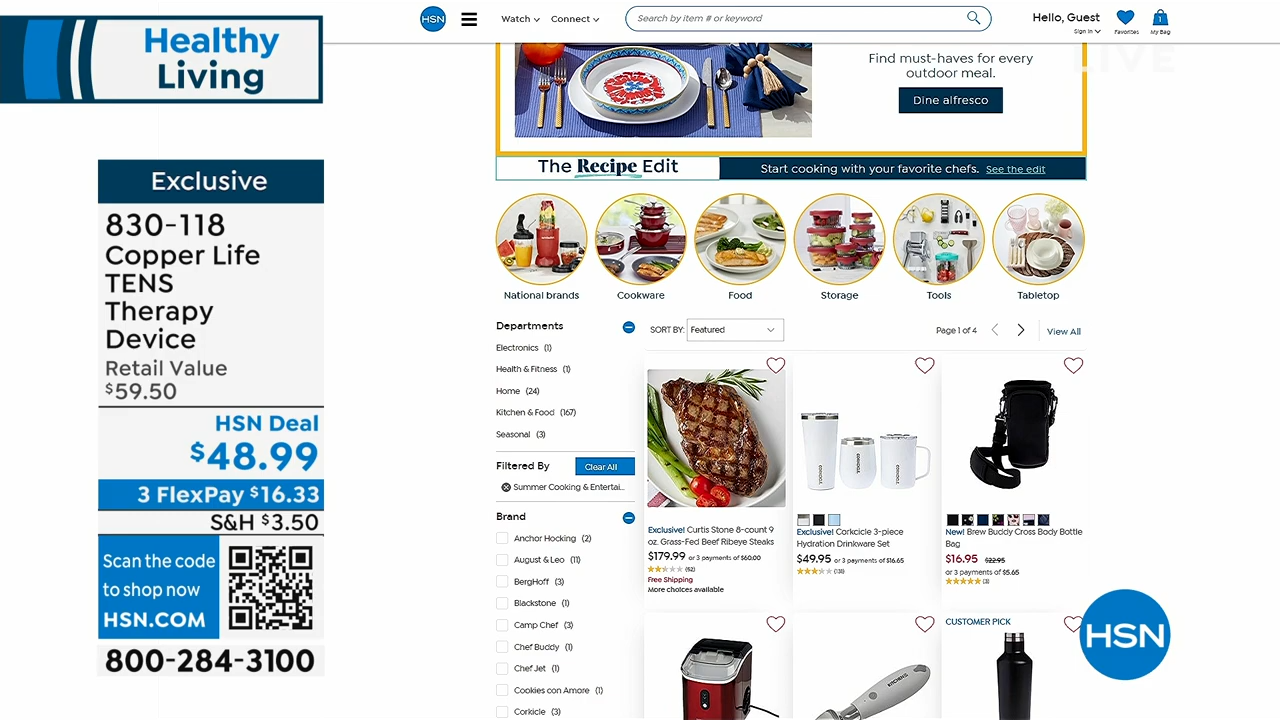 Healthy
Living
Exclusive
830-118
Copper Life
TENS
Therapy
Device
Retail Value
$59.50
HSN Deal
$48.99
3 FlexPay $16.33
S&H $3.50
Scan the code
to shop now
HSN.COM
800-284-3100
HSN
Watch
Connect
Search by item # or keyword
Hello, Guest
Sign In
Favorites
1
My Bag
LIVE
Find must-haves for every
outdoor meal.
Dine alfresco
The Recipe Edit
Start cooking with your favorite chefs. See the edit
National brands
Cookware
Food
Storage
Tools
Tabletop
Departments
Electronics (1)
Health & Fitness (1)
Home (24)
Kitchen & Food (167)
Seasonal (3)
Filtered By
Clear All
Summer Cooking & Entertai...
Brand
Anchor Hocking (2)
August & Leo (11)
BergHoff (3)
Blackstone (1)
Camp Chef (3)
Chef Buddy (1)
Chef Jet (1)
Cookies con Amore (1)
Corkcicle (3)
SORT BY: Featured
Page 1 of 4
View All
Exclusive! Curtis Stone 8-count 9
oz. Grass-Fed Beef Ribeye Steaks
$179.99 or 3 payments of $60.00
(52)
Free Shipping
More choices available
Exclusive! Corkcicle 3-piece
Hydration Drinkware Set
$49.95 or 3 payments of $16.65
New! Brew Buddy Cross Body Bottle
Bag
$16.95 $22.95
or 3 payments of $5.65
(3)
CUSTOMER PICK
HSN